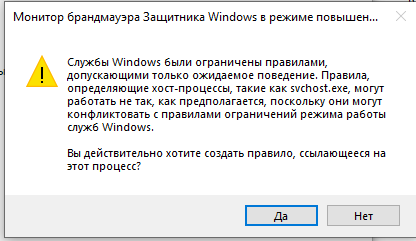 Монитор брандмауэра Защитника Windows в режиме повышен...
Службы Windows были ограничены правилами,
допускающими только ожидаемое поведение. Правила,
определяющие хост-процессы, такие как svchost.exe, могут
работать не так, как предполагается, поскольку они могут
конфликтовать с правилами ограничений режима работы
служб Windows.
Вы действительно хотите создать правило, ссылающееся на
этот процесс?
Да
Нет